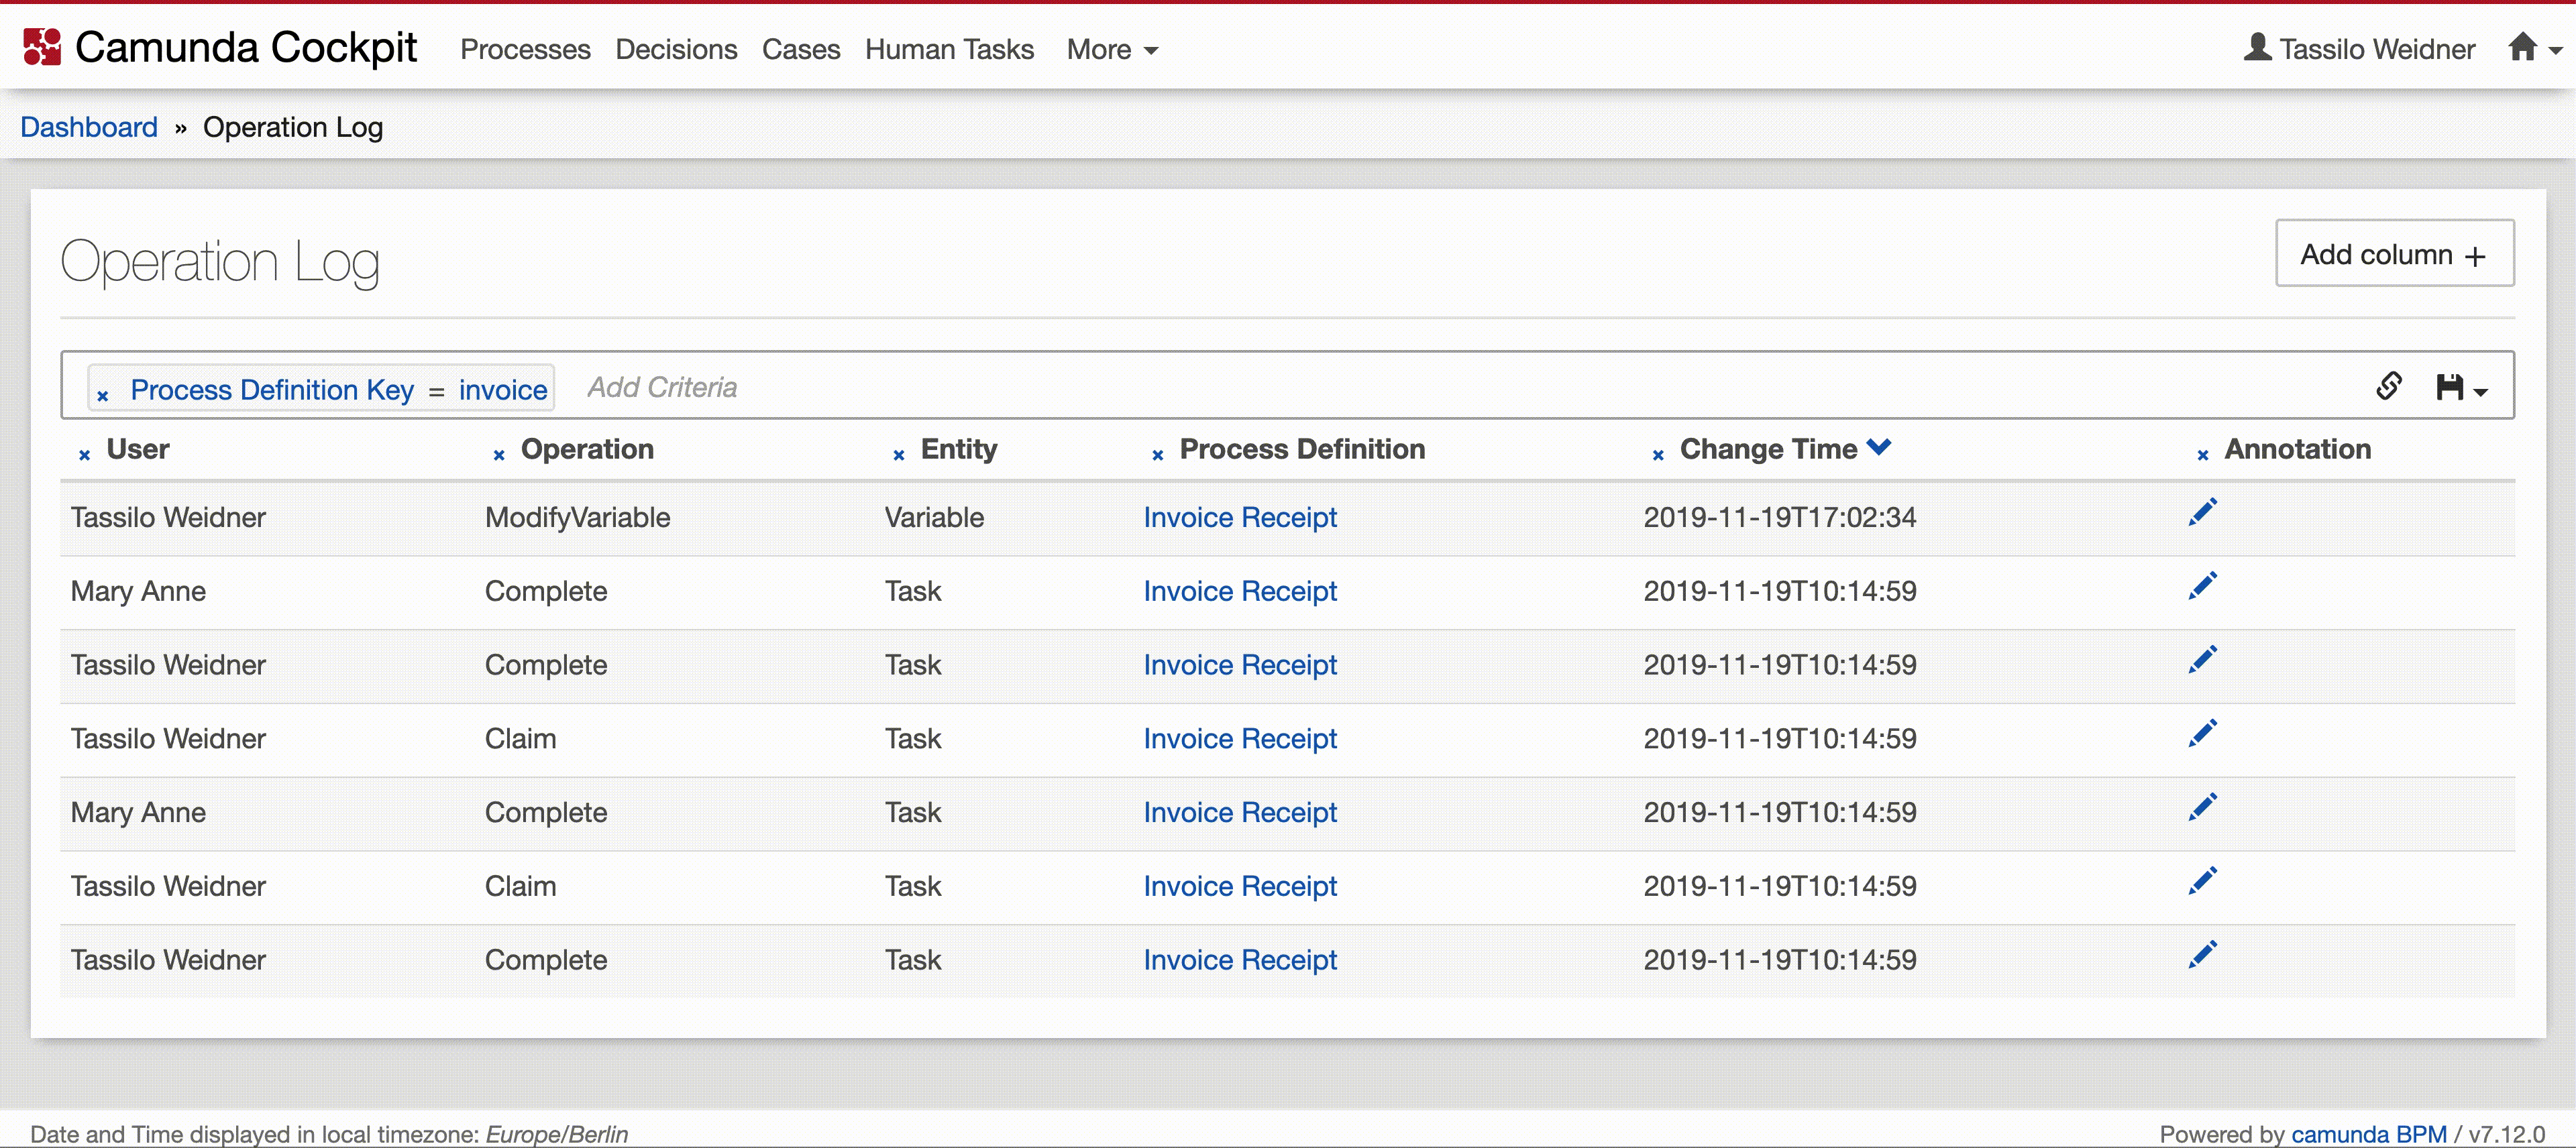 Camunda Cockpit Processes Decisions Cases Human Tasks More Tassilo Weidner
Dashboard » Operation Log
Operation Log Add column +
× Process Definition Key = invoice Add Criteria
× User × Operation × Entity × Process Definition × Change Time × Annotation
Tassilo Weidner ModifyVariable Variable Invoice Receipt 2019-11-19T17:02:34
Mary Anne Complete Task Invoice Receipt 2019-11-19T10:14:59
Tassilo Weidner Complete Task Invoice Receipt 2019-11-19T10:14:59
Tassilo Weidner Claim Task Invoice Receipt 2019-11-19T10:14:59
Mary Anne Complete Task Invoice Receipt 2019-11-19T10:14:59
Tassilo Weidner Claim Task Invoice Receipt 2019-11-19T10:14:59
Tassilo Weidner Complete Task Invoice Receipt 2019-11-19T10:14:59
Date and Time displayed in local timezone: Europe/Berlin Powered by camunda BPM / v7.12.0